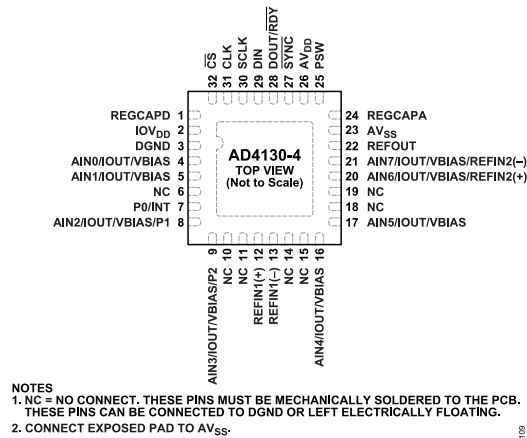 32 C̅S̅
31 CLK
30 SCLK
29 DIN
28 DOUT/R̅D̅Y̅
27 S̅Y̅N̅C̅
26 AVDD
25 PSW
REGCAPD 1
IOVDD 2
DGND 3
AIN0/IOUT/VBIAS 4
AIN1/IOUT/VBIAS 5
NC 6
P0/INT 7
AIN2/IOUT/VBIAS/P1 8
AD4130-4
TOP VIEW
(Not to Scale)
24 REGCAPA
23 AVSS
22 REFOUT
21 AIN7/IOUT/VBIAS/REFIN2(–)
20 AIN6/IOUT/VBIAS/REFIN2(+)
19 NC
18 NC
17 AIN5/IOUT/VBIAS
AIN3/IOUT/VBIAS/P2 9
NC 10
NC 11
REFIN1(+) 12
REFIN1(–) 13
NC 14
NC 15
AIN4/IOUT/VBIAS 16
NOTES
1. NC = NO CONNECT. THESE PINS MUST BE MECHANICALLY SOLDERED TO THE PCB.
THESE PINS CAN BE CONNECTED TO DGND OR LEFT ELECTRICALLY FLOATING.
2. CONNECT EXPOSED PAD TO AVSS.
109